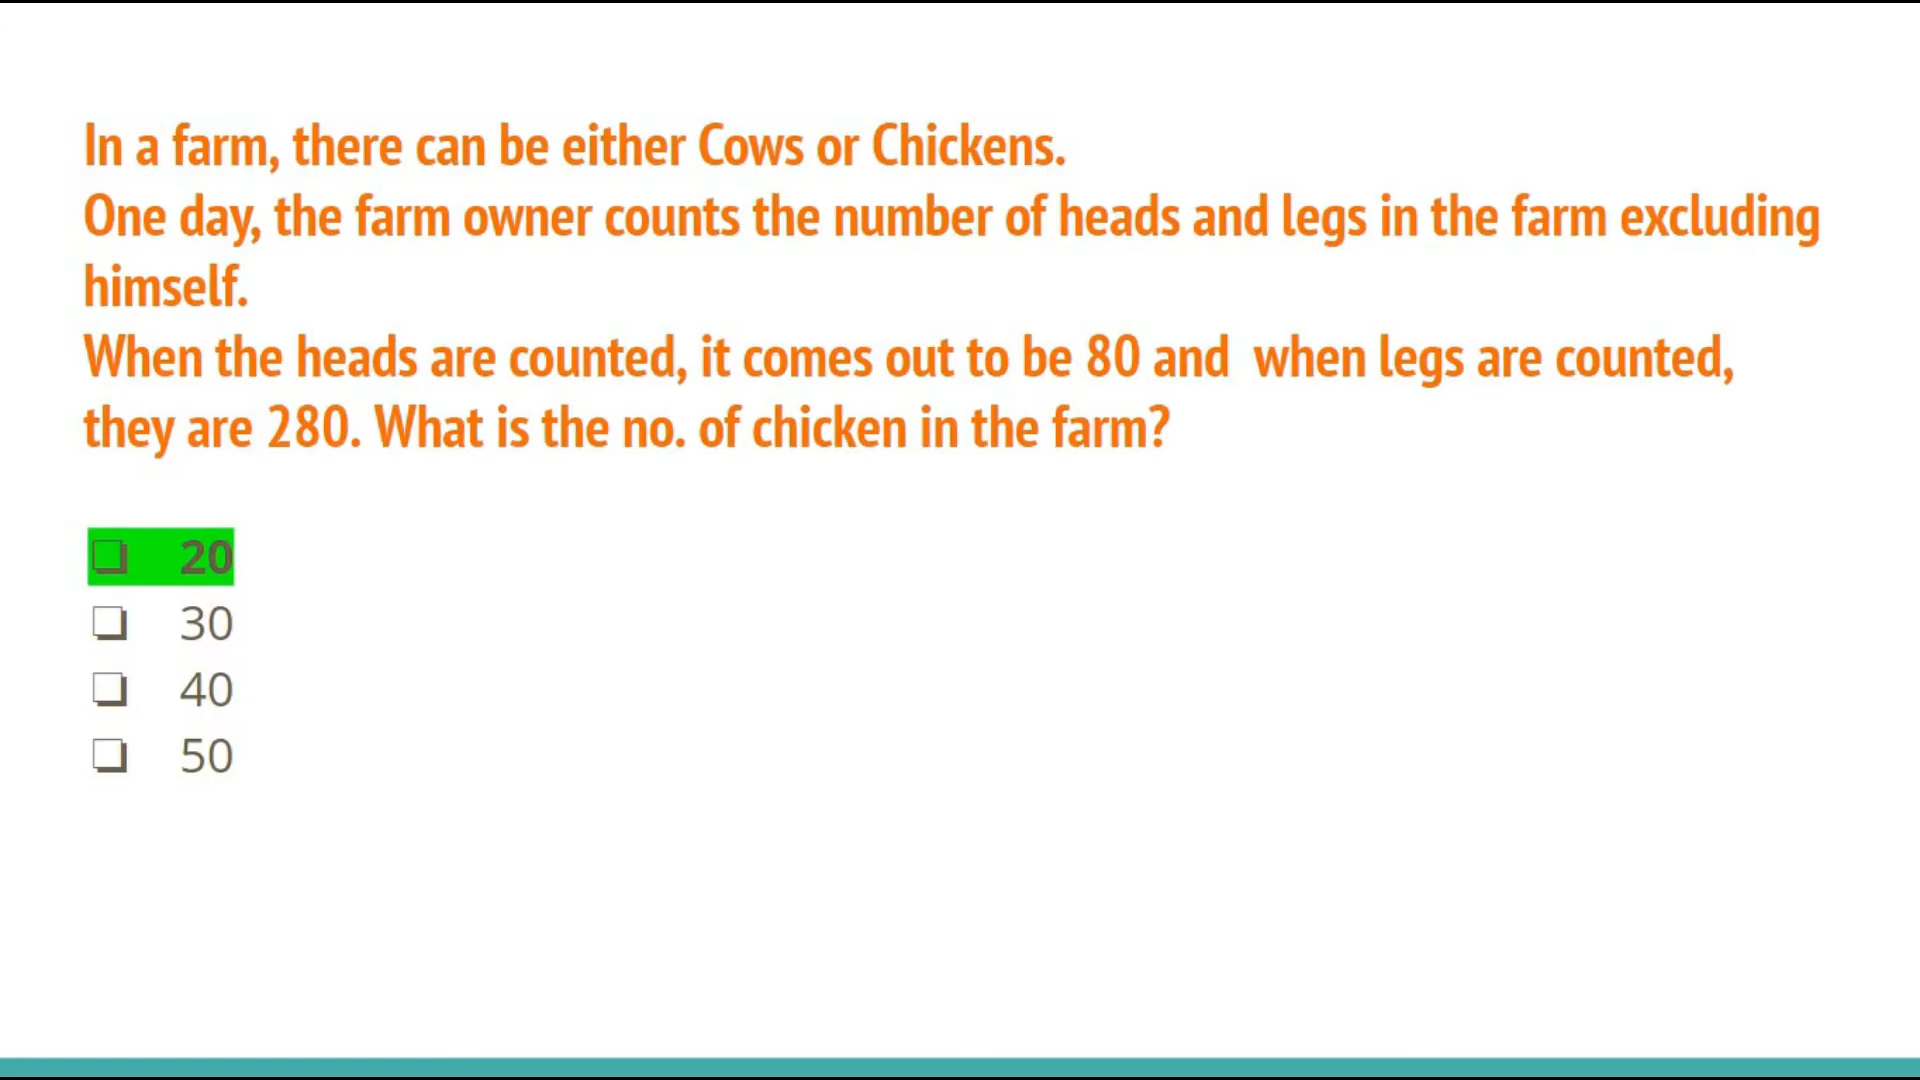 In a farm, there can be either Cows or Chickens.
One day, the farm owner counts the number of heads and legs in the farm excluding
himself.
When the heads are counted, it comes out to be 80 and  when legs are counted,
they are 280. What is the no. of chicken in the farm?
❏ 20
❏ 30
❏ 40
❏ 50